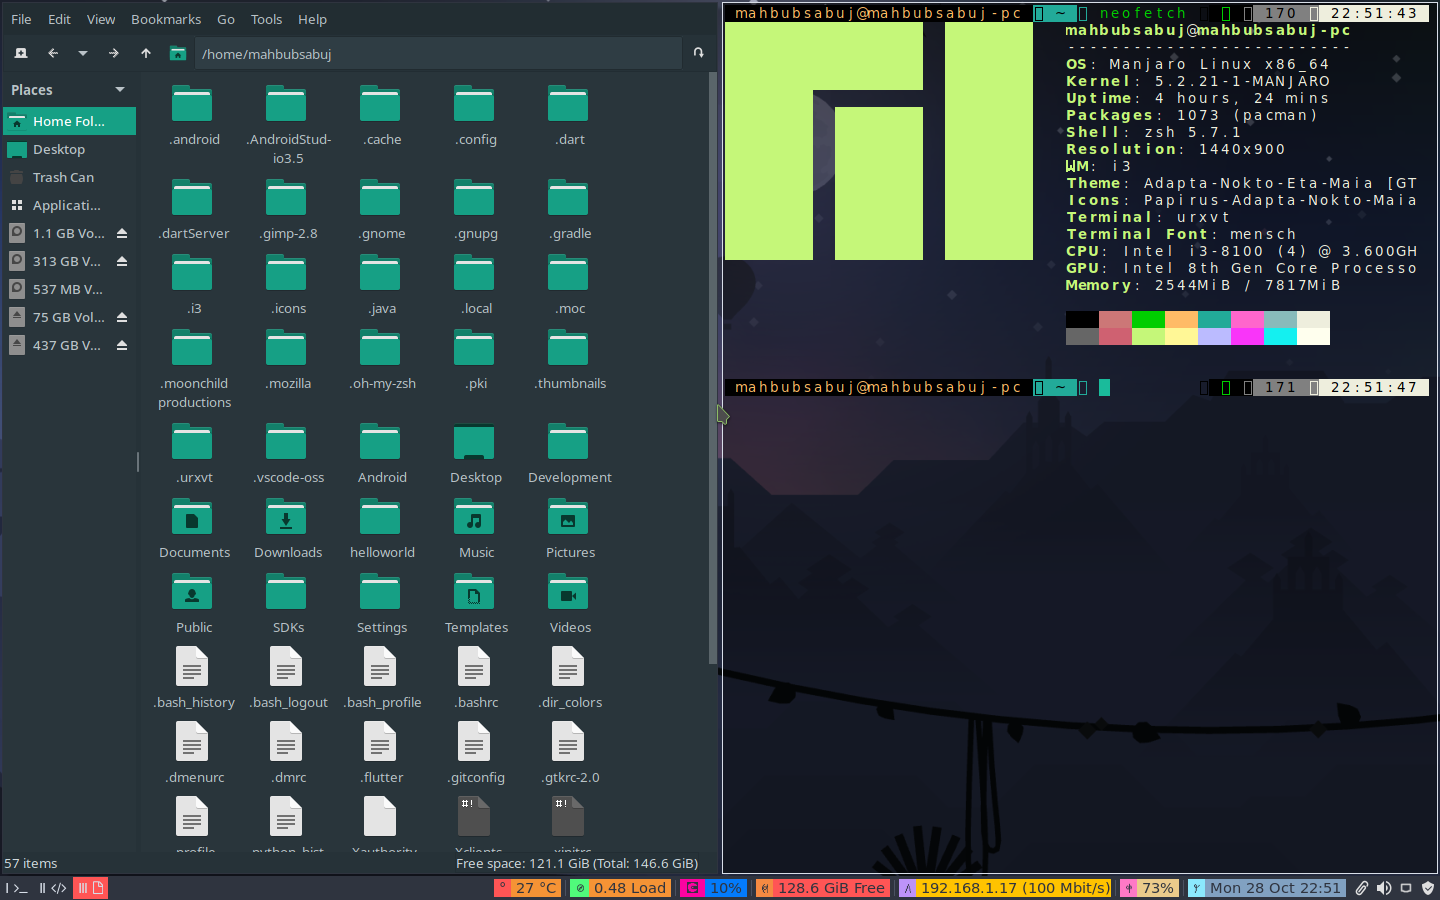 File Edit View Bookmarks Go Tools Help
/home/mahbubsabuj
Places
Home Fol...
Desktop
Trash Can
Applicati...
1.1 GB Vo...
313 GB V...
537 MB V...
75 GB Vol...
437 GB V...
.android .AndroidStud-io3.5 .cache .config .dart
.dartServer .gimp-2.8 .gnome .gnupg .gradle
.i3 .icons .java .local .moc
.moonchild productions .mozilla .oh-my-zsh .pki .thumbnails
.urxvt .vscode-oss Android Desktop Development
Documents Downloads helloworld Music Pictures
Public SDKs Settings Templates Videos
.bash_history .bash_logout .bash_profile .bashrc .dir_colors
.dmenurc .dmrc .flutter .gitconfig .gtkrc-2.0
57 items Free space: 121.1 GiB (Total: 146.6 GiB)
mahbubsabuj@mahbubsabuj-pc ~ neofetch 170 22:51:43
mahbubsabuj@mahbubsabuj-pc
--------------------------
OS: Manjaro Linux x86_64
Kernel: 5.2.21-1-MANJARO
Uptime: 4 hours, 24 mins
Packages: 1073 (pacman)
Shell: zsh 5.7.1
Resolution: 1440x900
WM: i3
Theme: Adapta-Nokto-Eta-Maia [GT
Icons: Papirus-Adapta-Nokto-Maia
Terminal: urxvt
Terminal Font: mensch
CPU: Intel i3-8100 (4) @ 3.600GH
GPU: Intel 8th Gen Core Processo
Memory: 2544MiB / 7817MiB
mahbubsabuj@mahbubsabuj-pc ~ 171 22:51:47
27 °C 0.48 Load 10% 128.6 GiB Free 192.168.1.17 (100 Mbit/s) 73% Mon 28 Oct 22:51